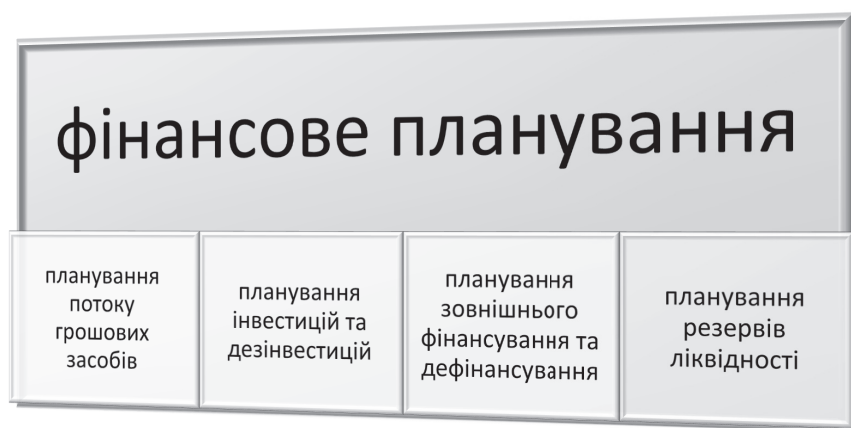 фінансове планування
планування
потоку
грошових
засобів
планування
інвестицій та
дезінвестицій
планування
зовнішнього
фінансування та
дефінансування
планування
резервів
ліквідності